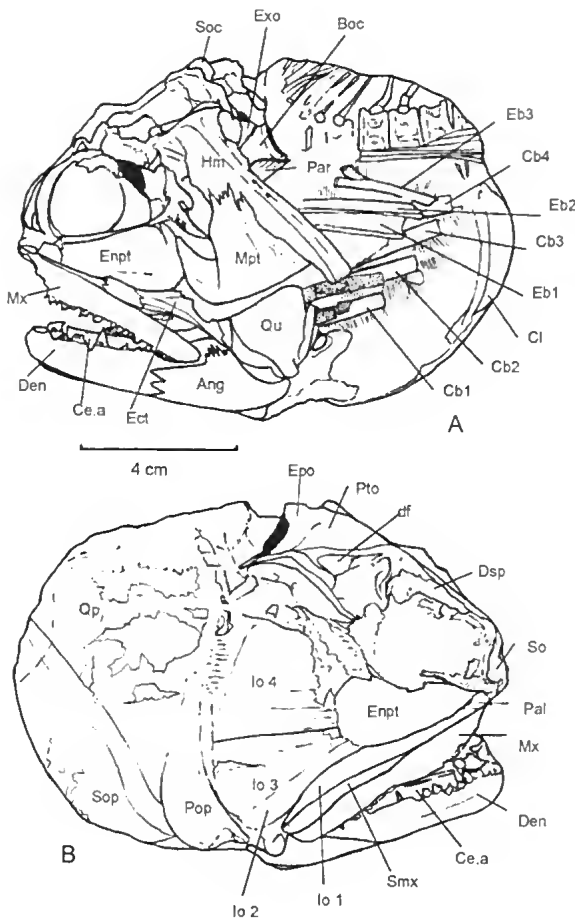 Soc
Exo
Boc
Hm
Par
Eb3
Cb4
Eb2
Cb3
Enpt
Mpt
Eb1
Mx
Qu
Cl
Den
Ang
Cb2
Ce.a
Ect
Cb1
A
4 cm
Epo
Pto
df
Dsp
Qp
So
Io 4
Enpt
Pal
Mx
Io 3
Sop
Pop
Den
B
Ce.a
Smx
Io 1
Io 2